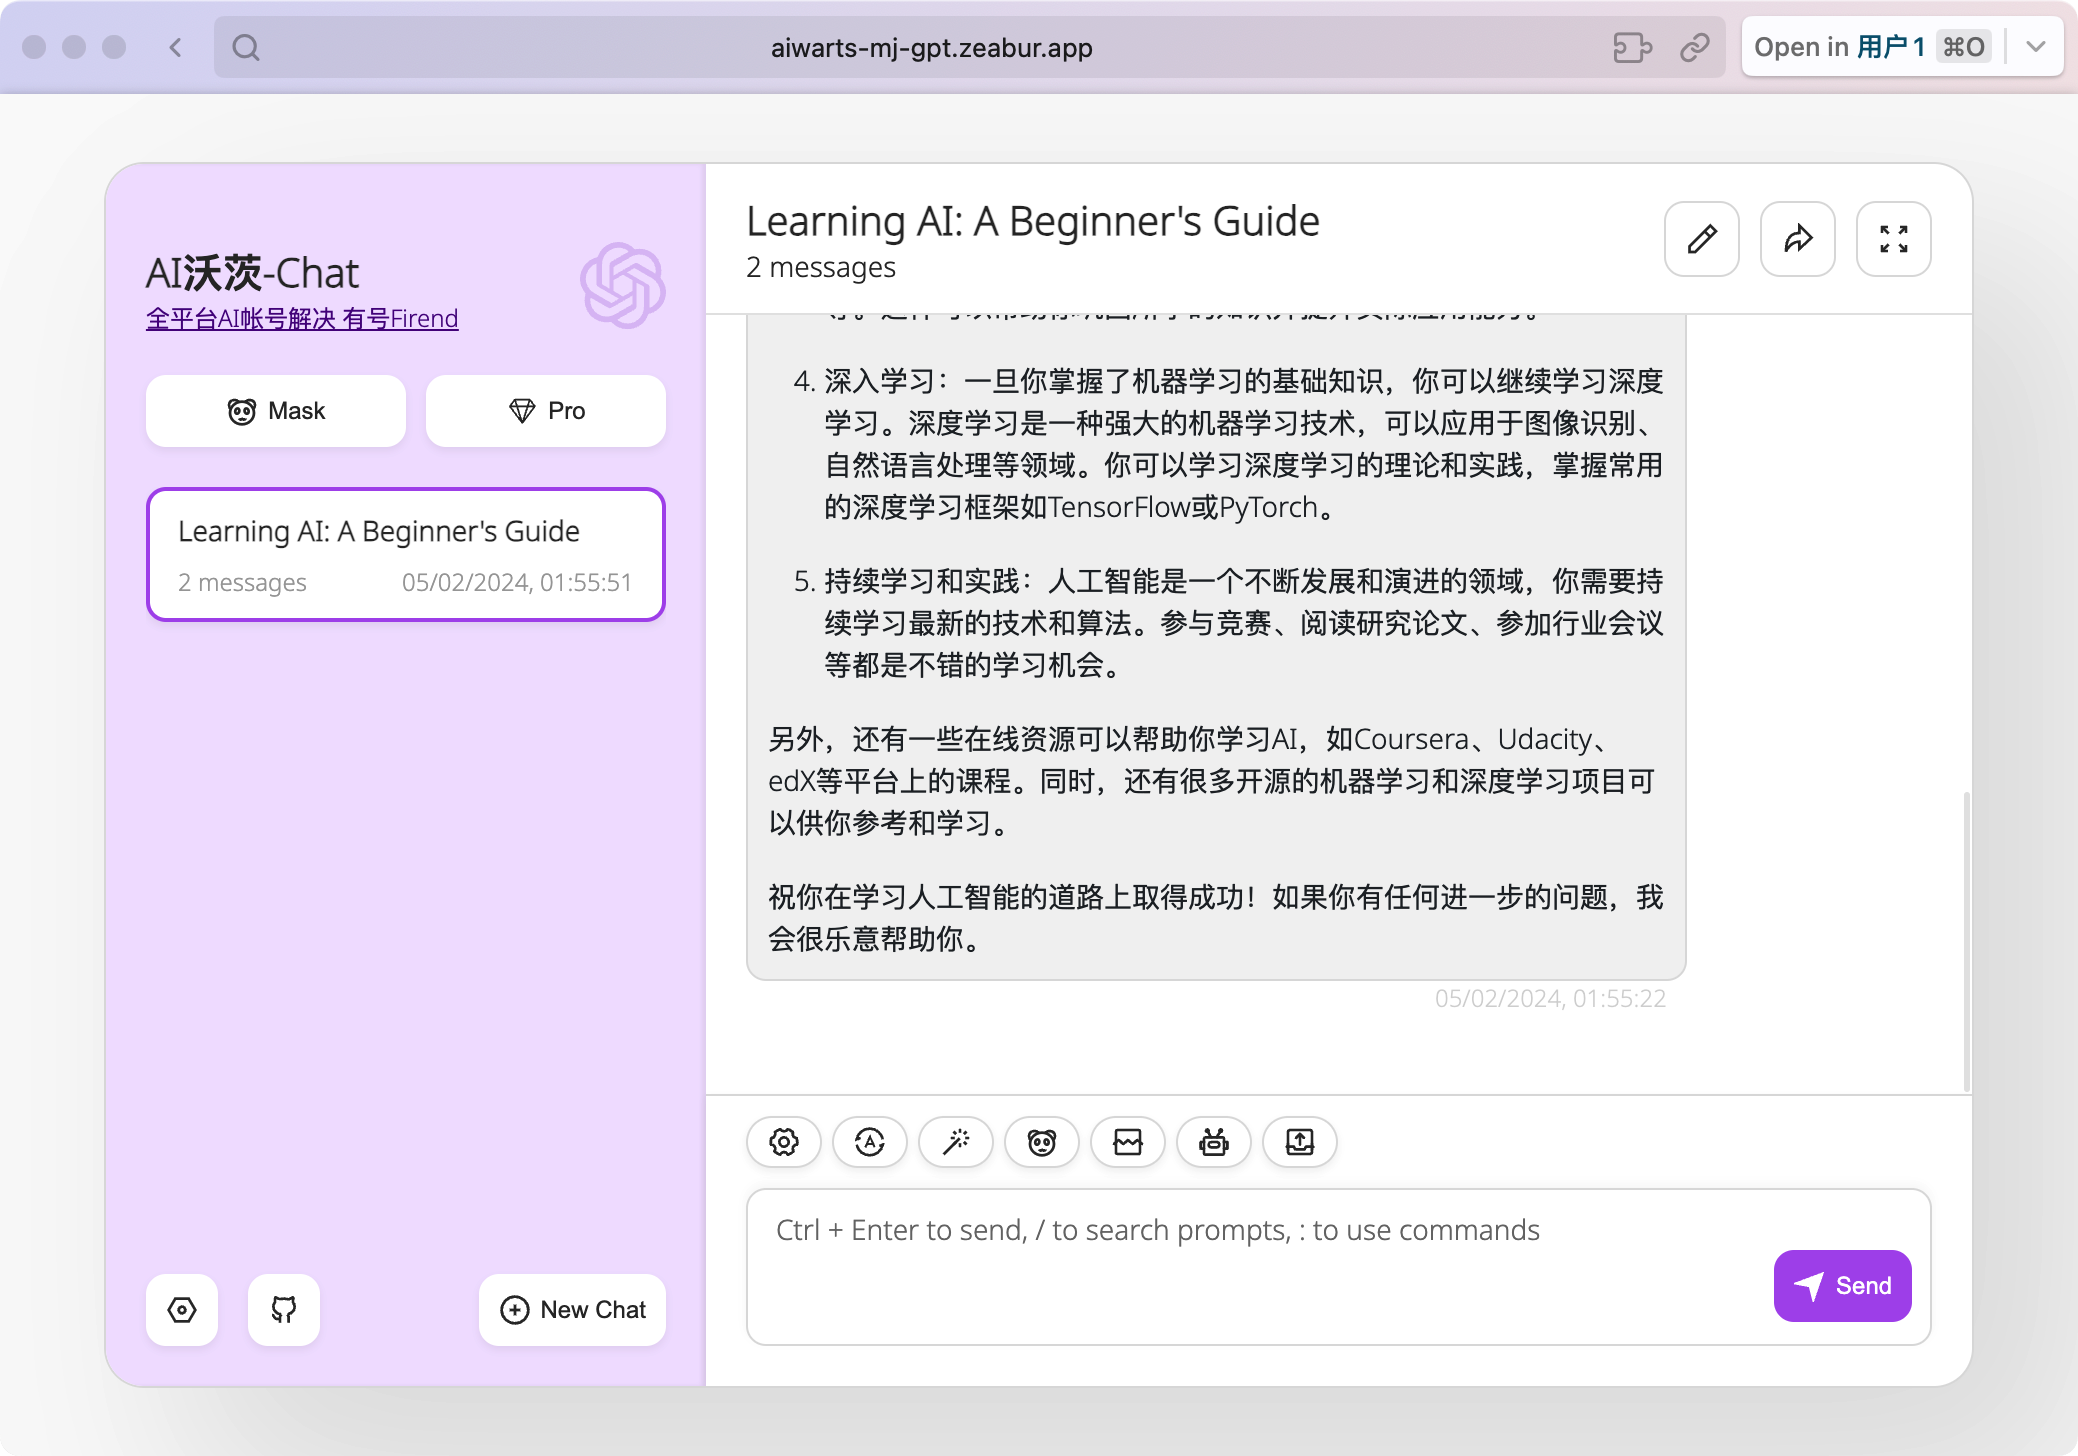 aiwarts-mj-gpt.zeabur.app
Open in 用户1 ⌘O
AI沃茨-Chat
全平台AI帐号解决 有号Firend
Mask
Pro
Learning AI: A Beginner's Guide
2 messages
05/02/2024, 01:55:51
New Chat
Learning AI: A Beginner's Guide
2 messages
4. 深入学习：一旦你掌握了机器学习的基础知识，你可以继续学习深度
学习。深度学习是一种强大的机器学习技术，可以应用于图像识别、
自然语言处理等领域。你可以学习深度学习的理论和实践，掌握常用
的深度学习框架如TensorFlow或PyTorch。
5. 持续学习和实践：人工智能是一个不断发展和演进的领域，你需要持
续学习最新的技术和算法。参与竞赛、阅读研究论文、参加行业会议
等都是不错的学习机会。
另外，还有一些在线资源可以帮助你学习AI，如Coursera、Udacity、
edX等平台上的课程。同时，还有很多开源的机器学习和深度学习项目可
以供你参考和学习。
祝你在学习人工智能的道路上取得成功！如果你有任何进一步的问题，我
会很乐意帮助你。
05/02/2024, 01:55:22
Ctrl + Enter to send, / to search prompts, : to use commands
Send